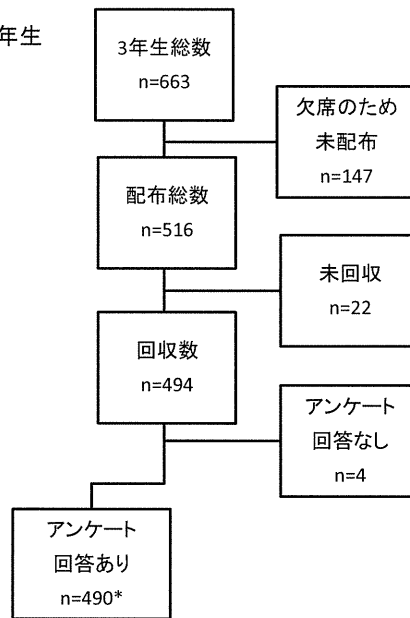 年生
3年生総数
n=663
欠席のため
未配布
n=147
配布総数
n=516
未回収
n=22
回収数
n=494
アンケート
回答なし
n=4
アンケート
回答あり
n=490*